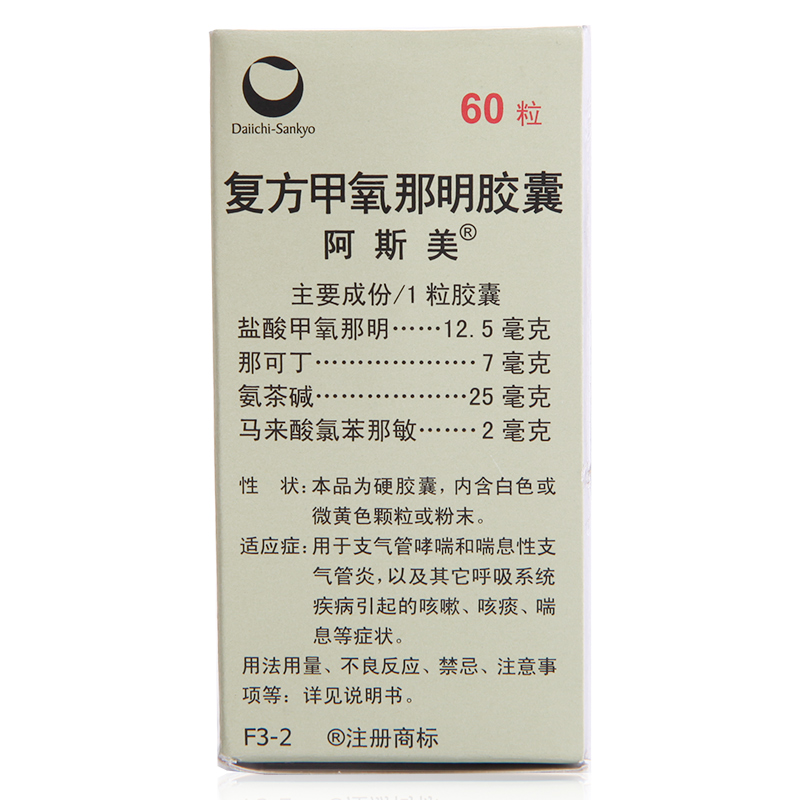 Daiichi-Sankyo
60 粒
复方甲氧那明胶囊
阿斯美®
主要成份/1 粒胶囊
盐酸甲氧那明……12.5 毫克
那可丁………………7 毫克
氨茶碱………………25 毫克
马来酸氯苯那敏……2 毫克
性 状:本品为硬胶囊,内含白色或
微黄色颗粒或粉末。
适应症:用于支气管哮喘和喘息性支
气管炎,以及其它呼吸系统
疾病引起的咳嗽、咳痰、喘
息等症状。
用法用量、不良反应、禁忌、注意事
项等:详见说明书。
F3-2 ®注册商标